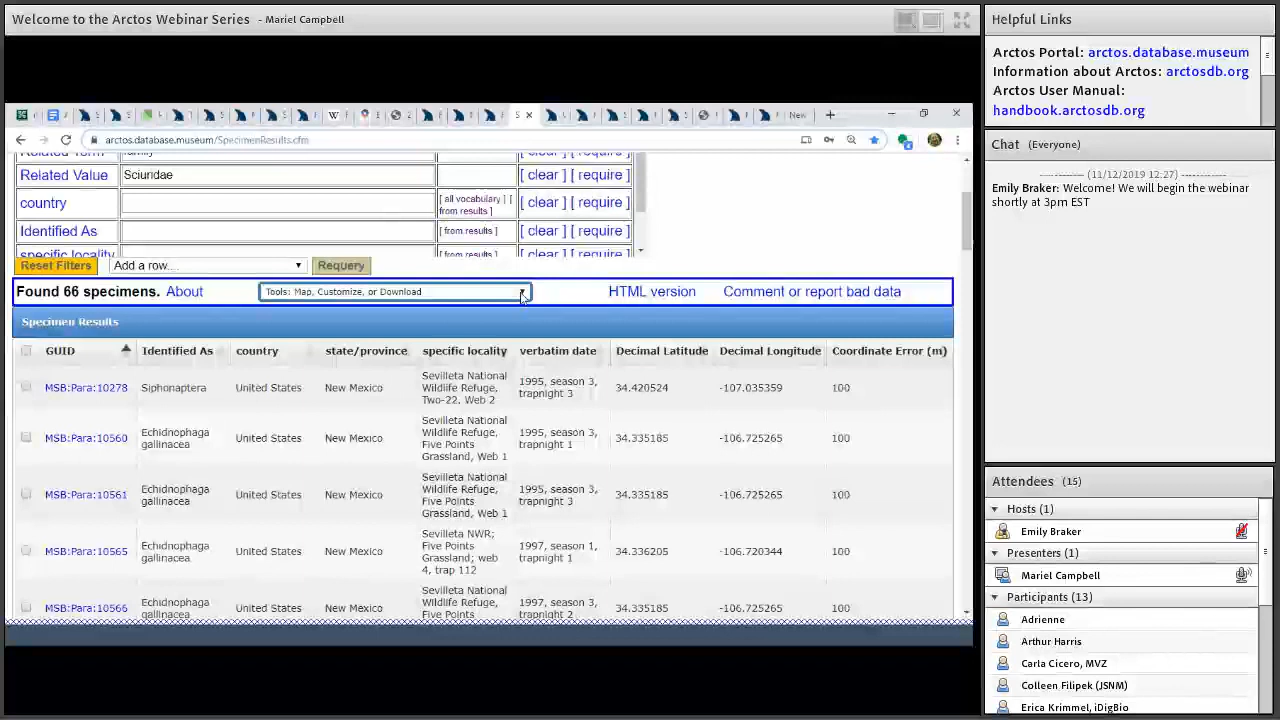 Welcome to the Arctos Webinar Series - Mariel Campbell
New
arctos.database.museum/SpecimenResults.cfm
Related Term family
Related Value Sciuridae [ clear ] [ require ]
country [ all vocabulary ] [ from results ] [ clear ] [ require ]
Identified As [ from results ] [ clear ] [ require ]
specific locality [ from results ] [ clear ] [ require ]
Reset Filters Add a row... Requery
Found 66 specimens. About Tools: Map, Customize, or Download HTML version Comment or report bad data
Specimen Results
GUID Identified As country state/province specific locality verbatim date Decimal Latitude Decimal Longitude Coordinate Error (m)
MSB:Para:10278 Siphonaptera United States New Mexico Sevilleta National Wildlife Refuge, Two-22, Web 2 1995, season 3, trapnight 3 34.420524 -107.035359 100
MSB:Para:10560 Echidnophaga gallinacea United States New Mexico Sevilleta National Wildlife Refuge, Five Points Grassland, Web 1 1995, season 3, trapnight 1 34.335185 -106.725265 100
MSB:Para:10561 Echidnophaga gallinacea United States New Mexico Sevilleta National Wildlife Refuge, Five Points Grassland, Web 1 1995, season 3, trapnight 3 34.335185 -106.725265 100
MSB:Para:10565 Echidnophaga gallinacea United States New Mexico Sevilleta NWR; Five Points Grassland; web 4, trap 112 1997, season 1, trapnight 1 34.336205 -106.720344 100
MSB:Para:10566 Echidnophaga gallinacea United States New Mexico Sevilleta National Wildlife Refuge, Five Points 1997, season 3, trapnight 2 34.335185 -106.725265 100
Helpful Links
Arctos Portal: arctos.database.museum
Information about Arctos: arctosdb.org
Arctos User Manual:
handbook.arctosdb.org
Chat (Everyone)
(11/12/2019 12:27)
Emily Braker: Welcome! We will begin the webinar
shortly at 3pm EST
Attendees (15)
Hosts (1)
Emily Braker
Presenters (1)
Mariel Campbell
Participants (13)
Adrienne
Arthur Harris
Carla Cicero, MVZ
Colleen Filipek (JSNM)
Erica Krimmel, iDigBio